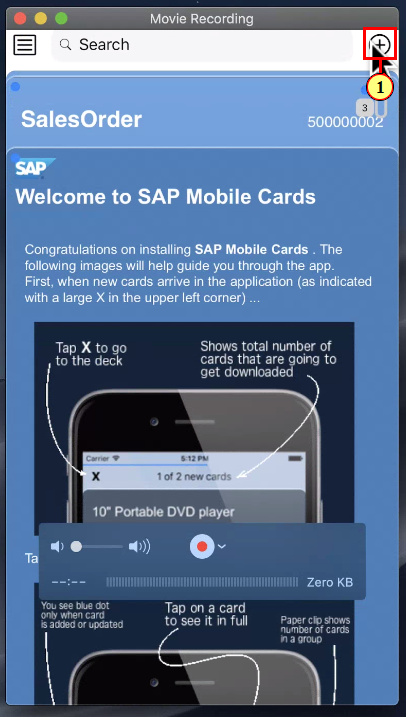 Movie Recording
Search
1
3
SalesOrder
500000002
SAP
Welcome to SAP Mobile Cards
Congratulations on installing SAP Mobile Cards . The
following images will help guide you through the app.
First, when new cards arrive in the application (as indicated
with a large X in the upper left corner) ...
Tap X to go
to the deck
Shows total number of
cards that are going to
get downloaded
Carrier
5:12 PM
X
1 of 2 new cards
10" Portable DVD player
Ta
--:--
Zero KB
You see blue dot
only when card
is added or updated
Tap on a card
to see it in full
Paper clip shows
number of cards
in a group